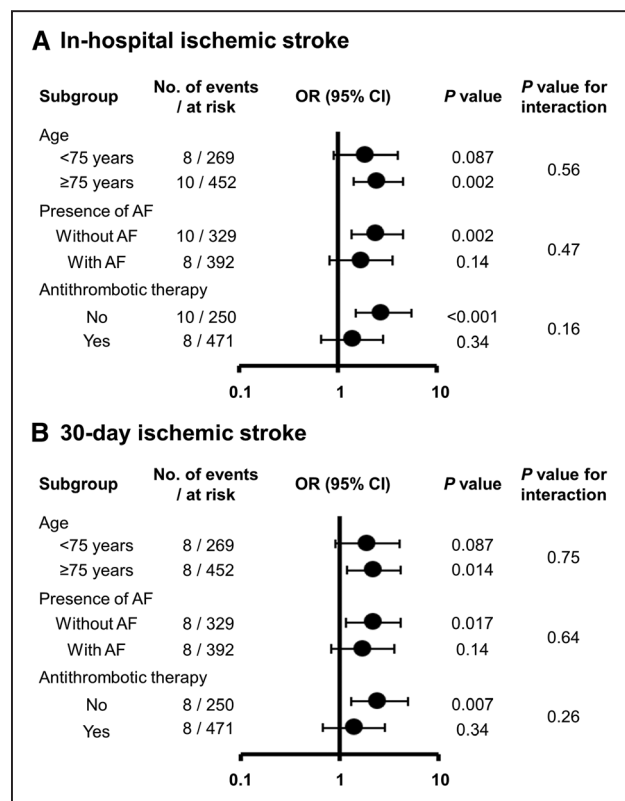 A In-hospital ischemic stroke
Subgroup No. of events / at risk OR (95% CI) P value P value for interaction
Age
<75 years 8 / 269 0.087
0.56
≥75 years 10 / 452 0.002
Presence of AF
Without AF 10 / 329 0.002
0.47
With AF 8 / 392 0.14
Antithrombotic therapy
No 10 / 250 <0.001
0.16
Yes 8 / 471 0.34
0.1 1 10
B 30-day ischemic stroke
Subgroup No. of events / at risk OR (95% CI) P value P value for interaction
Age
<75 years 8 / 269 0.087
0.75
≥75 years 8 / 452 0.014
Presence of AF
Without AF 8 / 329 0.017
0.64
With AF 8 / 392 0.14
Antithrombotic therapy
No 8 / 250 0.007
0.26
Yes 8 / 471 0.34
0.1 1 10